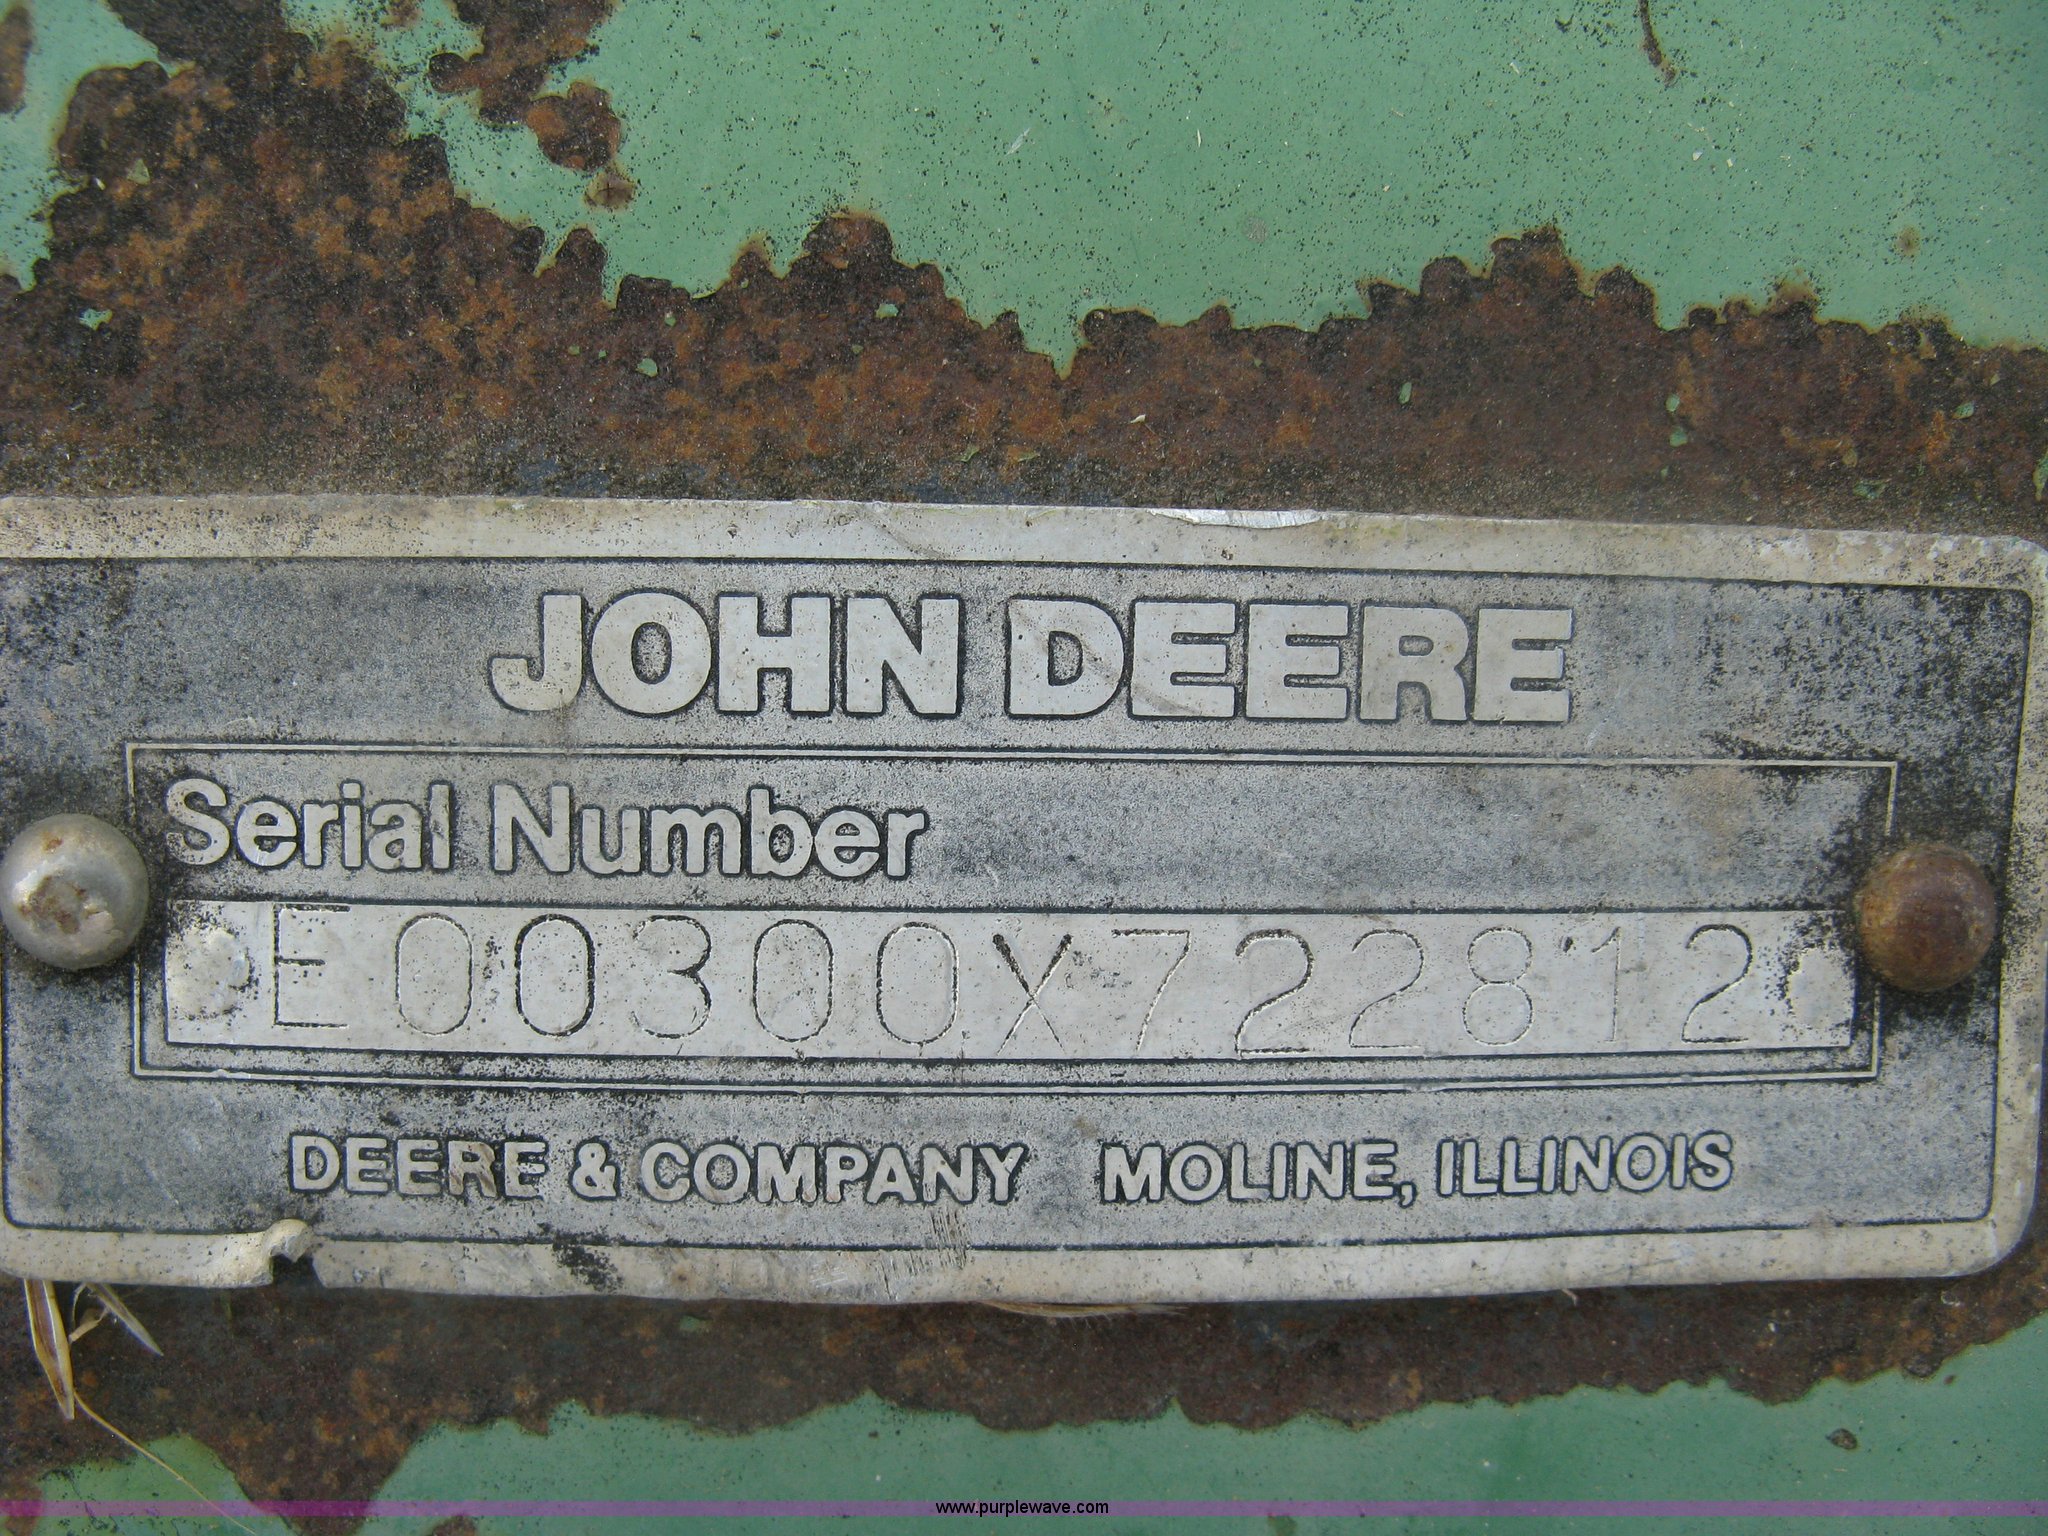 JOHN DEERE
Serial Number
E00300X722812
DEERE & COMPANY MOLINE, ILLINOIS
www.purplewave.com